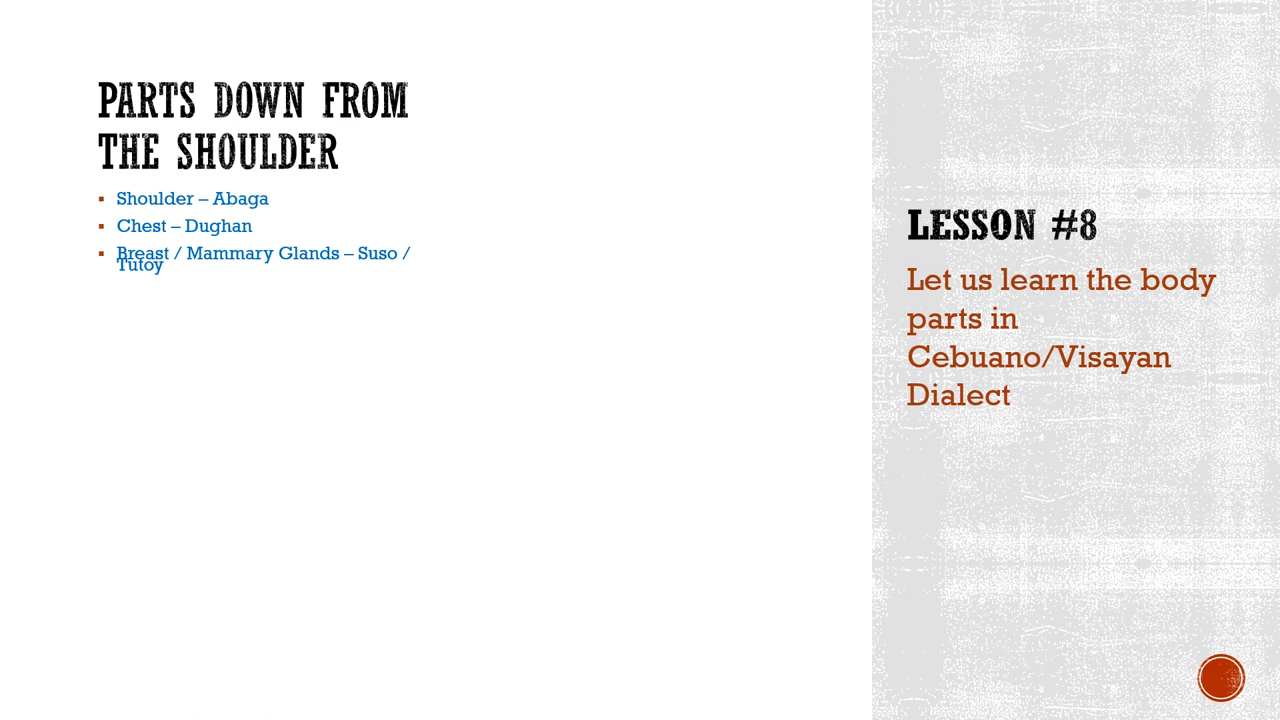 PARTS DOWN FROM
THE SHOULDER
▪ Shoulder – Abaga
▪ Chest – Dughan
▪ Breast / Mammary Glands – Suso /
Tutoy
LESSON #8
Let us learn the body
parts in
Cebuano/Visayan
Dialect